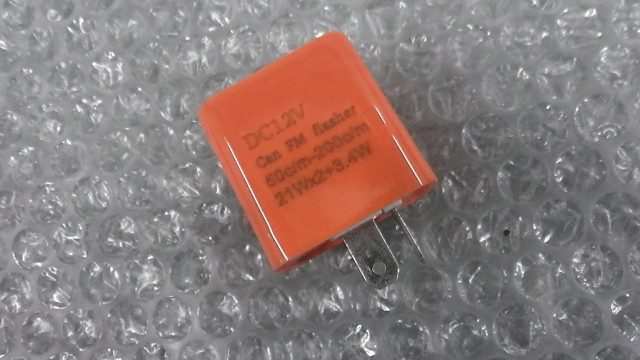 DC12V
Can FM flasher
50c/m-200c/m
21Wx2+3.4W